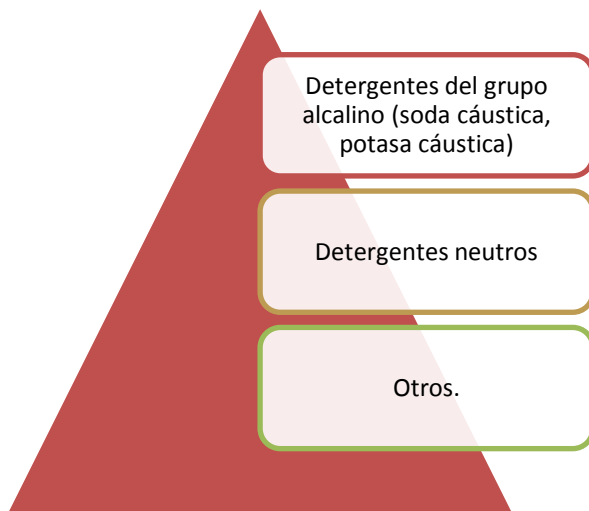 Detergentes del grupo
alcalino (soda cáustica,
potasa cáustica)
Detergentes neutros
Otros.